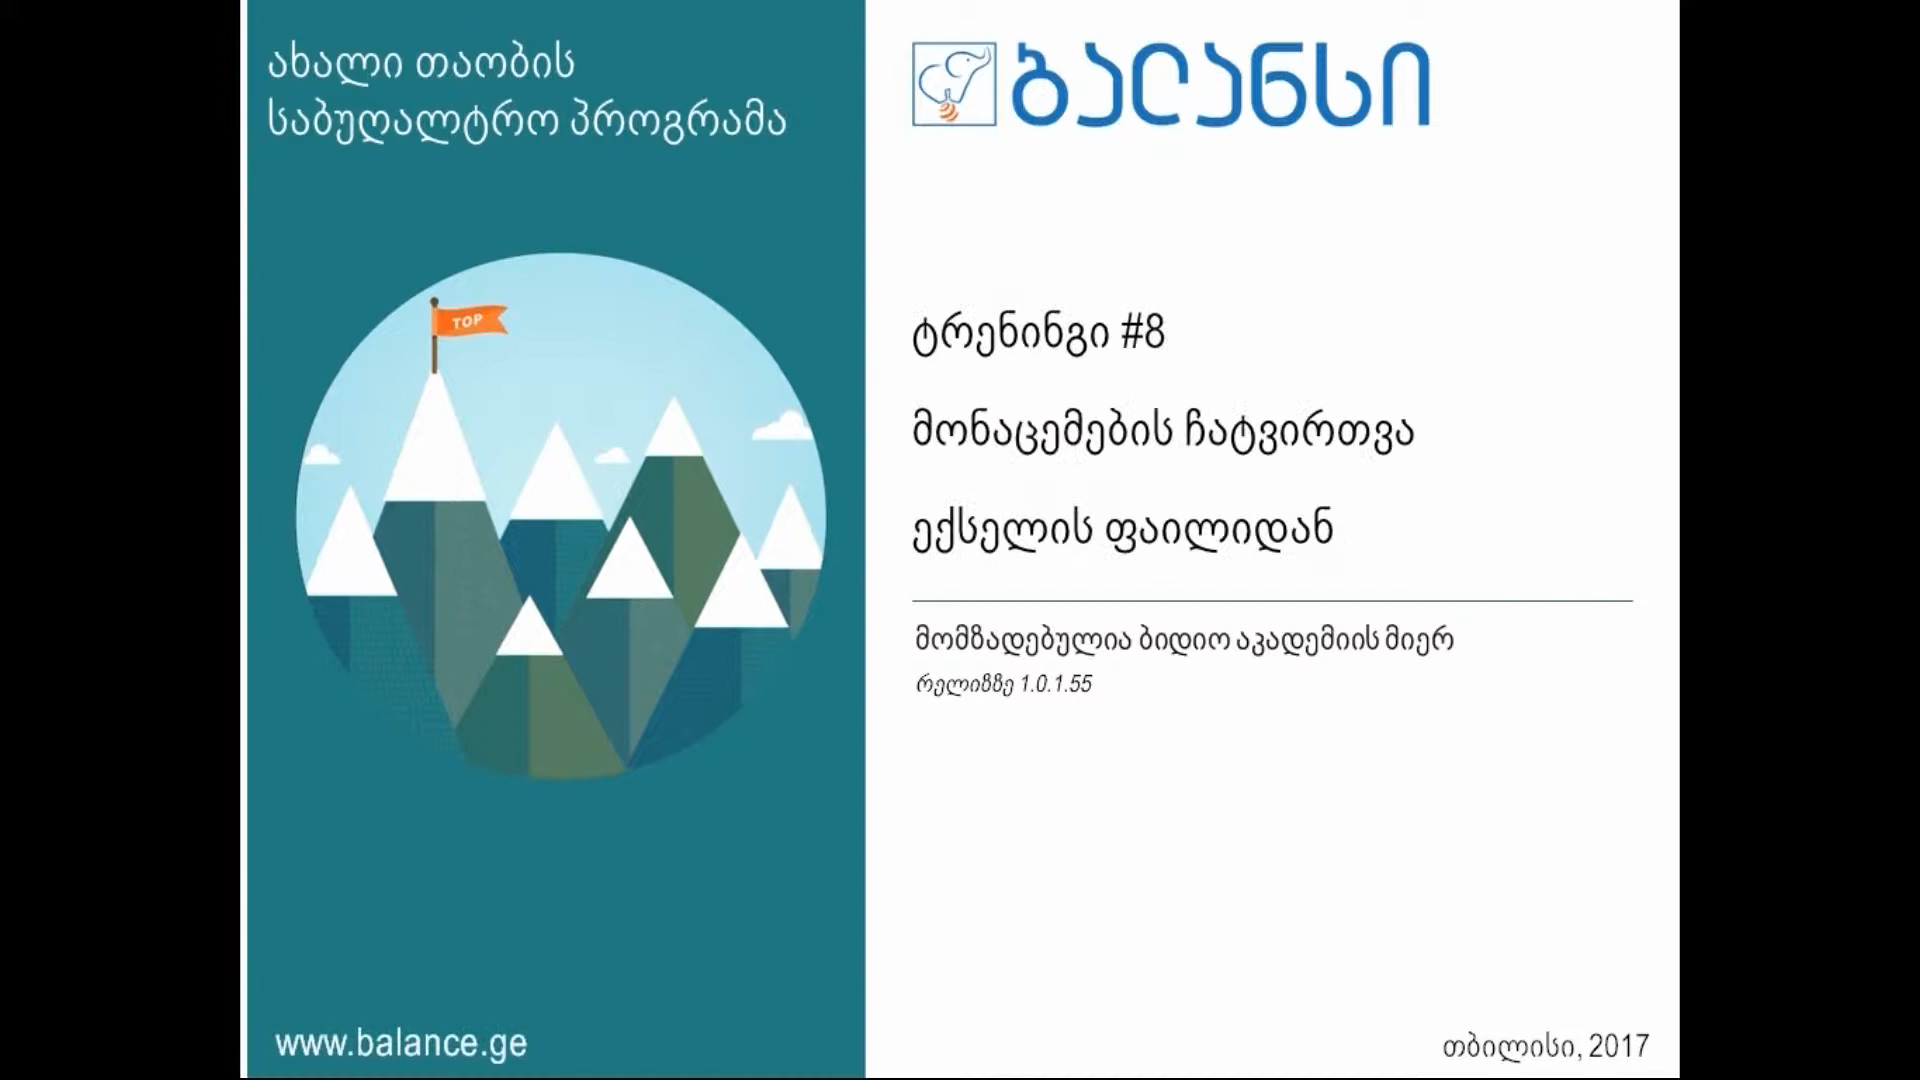 ახალი თაობის
საბუღალტრო პროგრამა
TOP
www.balance.ge
ბალანსი
ტრენინგი #8
მონაცემების ჩატვირთვა
ექსელის ფაილიდან
მომზადებულია ბიდიო აკადემიის მიერ
რელიზზე 1.0.1.55
თბილისი, 2017